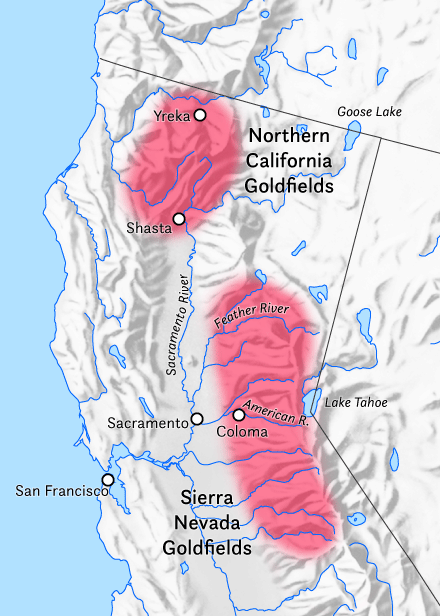 Goose Lake
Yreka
Northern
California
Goldfields
Shasta
Sacramento River
Feather River
Lake Tahoe
American R.
Sacramento
Coloma
San Francisco
Sierra
Nevada
Goldfields